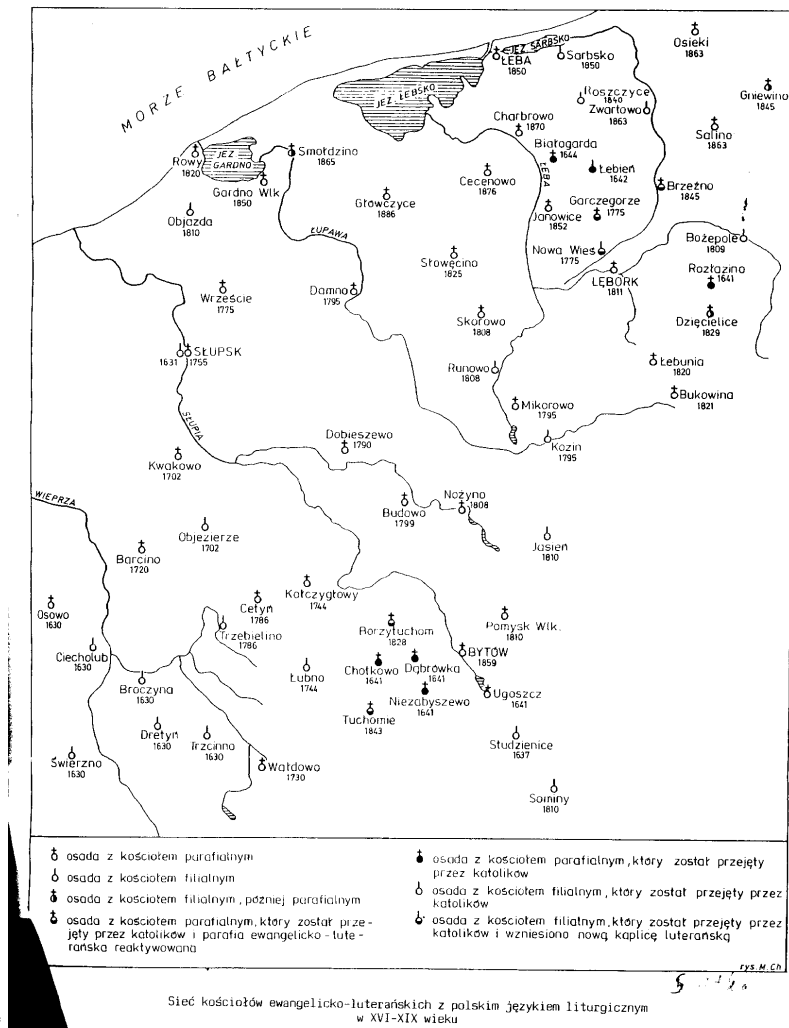 MORZE BAŁTYCKIE
JEZ. SARBSKO
ŁEBA
1850
Sarbsko
1850
Osieki
1863
JEZ. ŁEBSKO
Roszczyce
1840
Zwartowo
1863
Gniewino
1845
Charbrowo
1870
Salino
1863
Rowy
1820
JEZ. GARDNO
Smołdzino
1865
Białogarda
1644
Gardno Wlk.
1850
Cecenowo
1876
ŁEBA
Łebień
1642
Brzeźno
1845
Objazda
1810
Główczyce
1886
Janowice
1852
Garczegorze
1775
ŁUPAWA
Bożepole
1809
Nowa Wieś
1775
Stowęcino
1825
LĘBORK
1811
Rozłazino
1641
Wrzeście
1775
Damno
1795
Skorowo
1808
Dzięcielice
1829
1631
SŁUPSK
1755
Runowo
1808
Łebunia
1820
Bukowina
1821
Mikorowo
1795
SŁUPIA
Dobieszewo
1790
Kozin
1795
Kwakowo
1702
WIEPRZA
Nożyno
1808
Budowo
1799
Objezierze
1702
Jasień
1810
Barcino
1720
Kołczygłowy
1744
Osowo
1630
Cetyń
1786
Trzebielino
1786
Borzytuchom
1828
Pomysk Wlk.
1810
Ciecholub
1630
BYTÓW
1859
Chotkowo
1641
Dąbrówka
1641
Łubno
1744
Broczyna
1630
Niezabyszewo
1641
Ugoszcz
1641
Tuchomie
1843
Dretyń
1630
Trzcinno
1630
Studzienice
1637
Świerzno
1630
Wałdowo
1730
Sominy
1810
osada z kościołem parafialnym
osada z kościołem filialnym
osada z kościołem filialnym, później parafialnym
osada z kościołem parafialnym, który został prze-
jęty przez katolików i parafia ewangelicko-lute-
rańska reaktywowana
osada z kościołem parafialnym, który został przejęty
przez katolików
osada z kościołem filialnym, który został przejęty przez
katolików
osada z kościołem filialnym, który został przejęty przez
katolików i wzniesiono nową kaplicę luterańską
rys. M. Ch
Sieć kościołów ewangelicko-luterańskich z polskim językiem liturgicznym
w XVI-XIX wieku